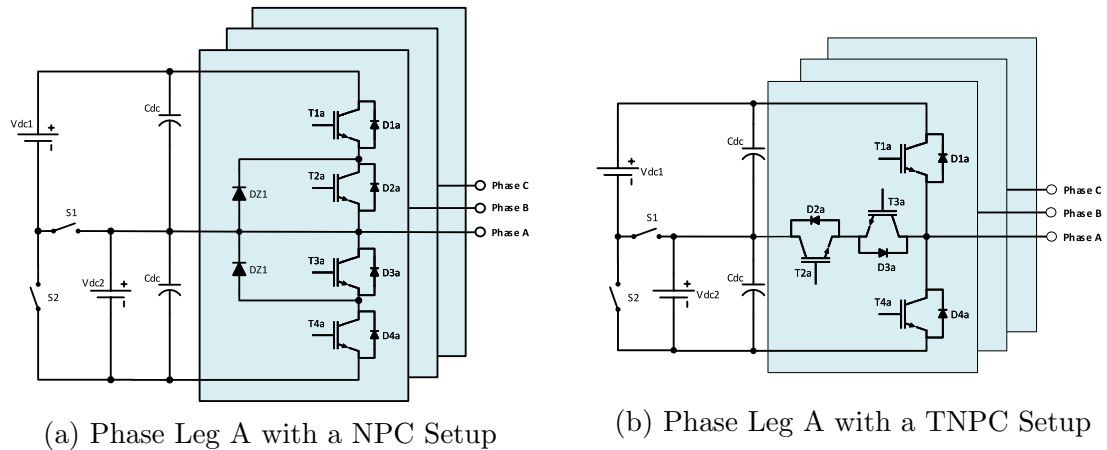 Vdc1
+
-
S1
S2
Vdc2
+
-
Cdc
Cdc
DZ1
DZ1
T1a
D1a
T2a
D2a
T3a
D3a
T4a
D4a
Phase C
Phase B
Phase A
(a) Phase Leg A with a NPC Setup
+
-
Vdc1
S1
S2
Vdc2
+
-
Cdc
Cdc
T1a
D1a
D2a
T2a
T3a
D3a
T4a
D4a
Phase C
Phase B
Phase A
(b) Phase Leg A with a TNPC Setup